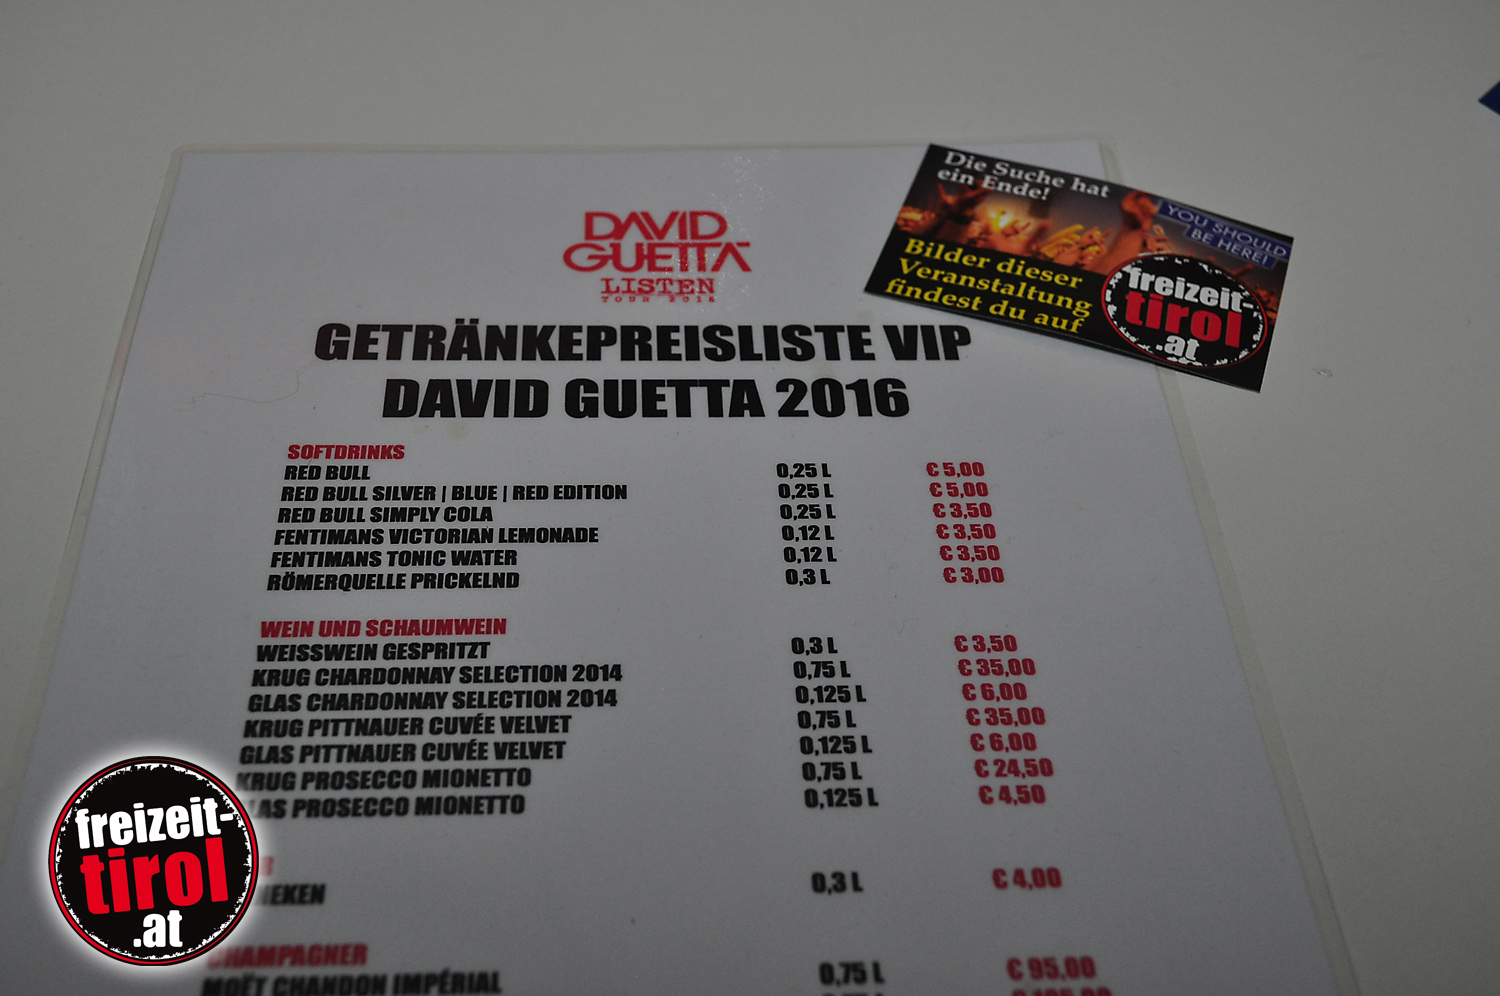 DAVID
GUETTA
LISTEN
TOUR
GETRÄNKEPREISLISTE VIP
DAVID GUETTA 2016
SOFTDRINKS
RED BULL 0,25 L € 5,00
RED BULL SILVER | BLUE | RED EDITION 0,25 L € 5,00
RED BULL SIMPLY COLA 0,25 L € 3,50
FENTIMANS VICTORIAN LEMONADE 0,12 L € 3,50
FENTIMANS TONIC WATER 0,12 L € 3,50
RÖMERQUELLE PRICKELND 0,3 L € 3,00
WEIN UND SCHAUMWEIN
WEISSWEIN GESPRITZT 0,3 L € 3,50
KRUG CHARDONNAY SELECTION 2014 0,75 L € 35,00
GLAS CHARDONNAY SELECTION 2014 0,125 L € 6,00
KRUG PITTNAUER CUVÉE VELVET 0,75 L € 35,00
GLAS PITTNAUER CUVÉE VELVET 0,125 L € 6,00
KRUG PROSECCO MIONETTO 0,75 L € 24,50
LAS PROSECCO MIONETTO 0,125 L € 4,50
NEKEN 0,3 L € 4,00
CHAMPAGNER
MOËT CHANDON IMPÉRIAL 0,75 L € 95,00
Die Suche hat
ein Ende!
YOU SHOULD
BE HERE!
Bilder dieser
Veranstaltung
findest du auf
freizeit-
tirol
.at
freizeit-
tirol
.at